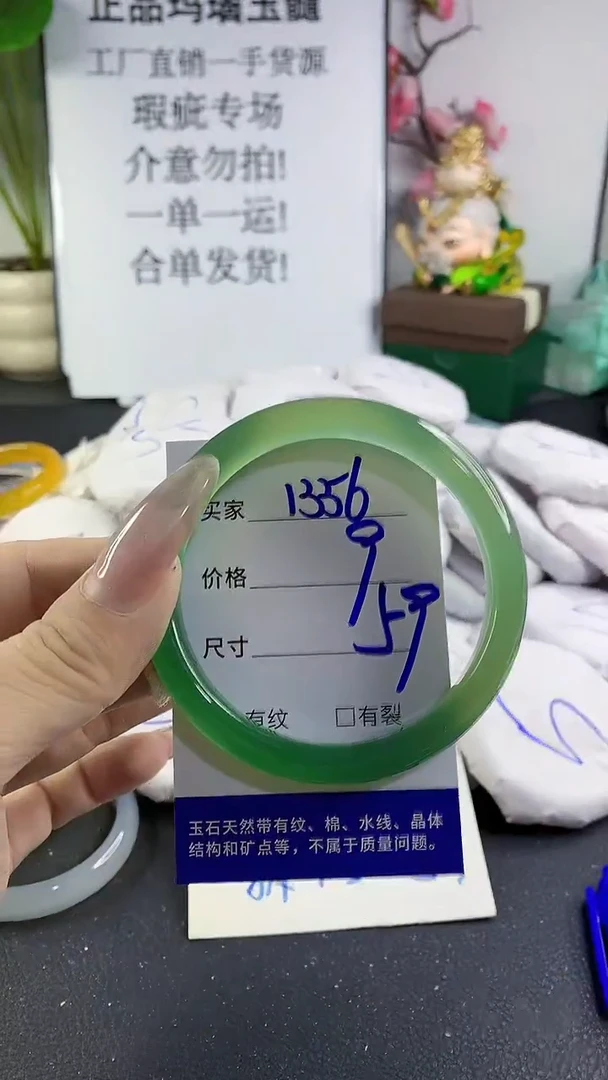 正品玛瑙玉髓
工厂直销一手货源
瑕疵专场
介意勿拍!
一单一运!
合单发货!
买家 1356
价格 9
尺寸 59
有纹 □有裂
玉石天然带有纹、棉、水线、晶体
结构和矿点等，不属于质量问题。